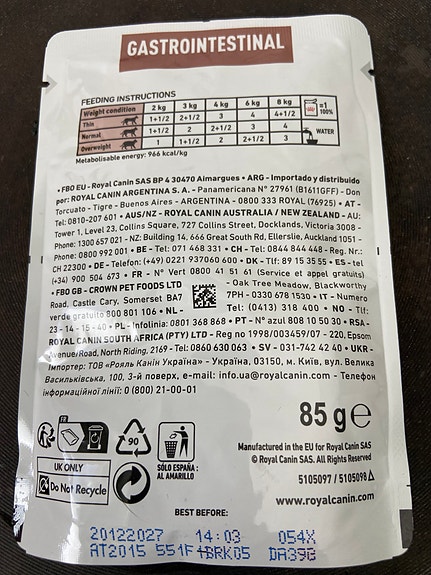 GASTROINTESTINAL
FEEDING INSTRUCTIONS
Weight condition 2 kg 3 kg 4 kg 6 kg 8 kg =1 100%
Thin 1+1/2 2+1/2 3 4 4+1/2
Normal 1+1/2 2 2+1/2 3 4 WATER
Overweight 1 1+1/2 2 2+1/2 3
Metabolisable energy: 966 kcal/kg
• FBO EU - Royal Canin SAS BP 4 30470 Aimargues • ARG - Importado y distribuido
por: ROYAL CANIN ARGENTINA S. A. - Panamericana N° 27961 (B1611GFF) - Don
Torcuato - Tigre - Buenos Aires - ARGENTINA - 0800 333 ROYAL (76925) • AT -
Tel: 0810-207 601 • AUS/NZ - ROYAL CANIN AUSTRALIA / NEW ZEALAND - AU:
Tower 1, Level 23, Collins Square, 727 Collins Street, Docklands, Victoria 3008 -
Phone: 1300 657 021 - NZ: Building 14, 666 Great South Rd, Ellerslie, Auckland 1051 -
Phone: 0800 992 001 • BE - Tel: 071 468 331 • CH - Tel: 0844 844 448 - Reg. Nr.:
CH 22300 • DE - Telefon: (+49) 0221 937060 600 • DK - Tlf: 89 15 35 55 • ES - tel
(+34) 900 504 673 • FR - N° Vert 0800 41 51 61 (Service et appel gratuits)
• FBO GB - CROWN PET FOODS LTD - Oak Tree Meadow, Blackworthy
Road, Castle Cary, Somerset BA7 7PH - 0330 678 1530 • IT - Numero
verde gratuito 800 801 106 • NL - Tel: (0413) 318 400 • NO - Tlf:
23 - 14 - 15 - 40 • PL - Infolinia: 0801 368 868 • PT - N° azul 808 10 50 30 • RSA -
ROYAL CANIN SOUTH AFRICA (PTY) LTD - Reg no 1998/003459/07 - 220, Epsom
Avenue/Road, North Riding, 2169 - Tel: 0860 630 063 • SV - 031-742 42 40 • UKR -
Імпортер: ТОВ «Рояль Канін Україна» - Україна, 03150, м. Київ, вул. Велика
Васильківська, 100, 3-й поверх, e-mail: info.ua@royalcanin.com - Телефон
інформаційної лінії: 0 (800) 21-00-01
85 g e
90
SÓLO ESPAÑA :
AL AMARILLO
UK ONLY
Do Not Recycle
Manufactured in the EU for Royal Canin SAS
© Royal Canin SAS. All Rights Reserved
5105097 / 5105098
www.royalcanin.com
BEST BEFORE:
20122027 14:03 054X
AT2015 551F 1BRK05 DA39G